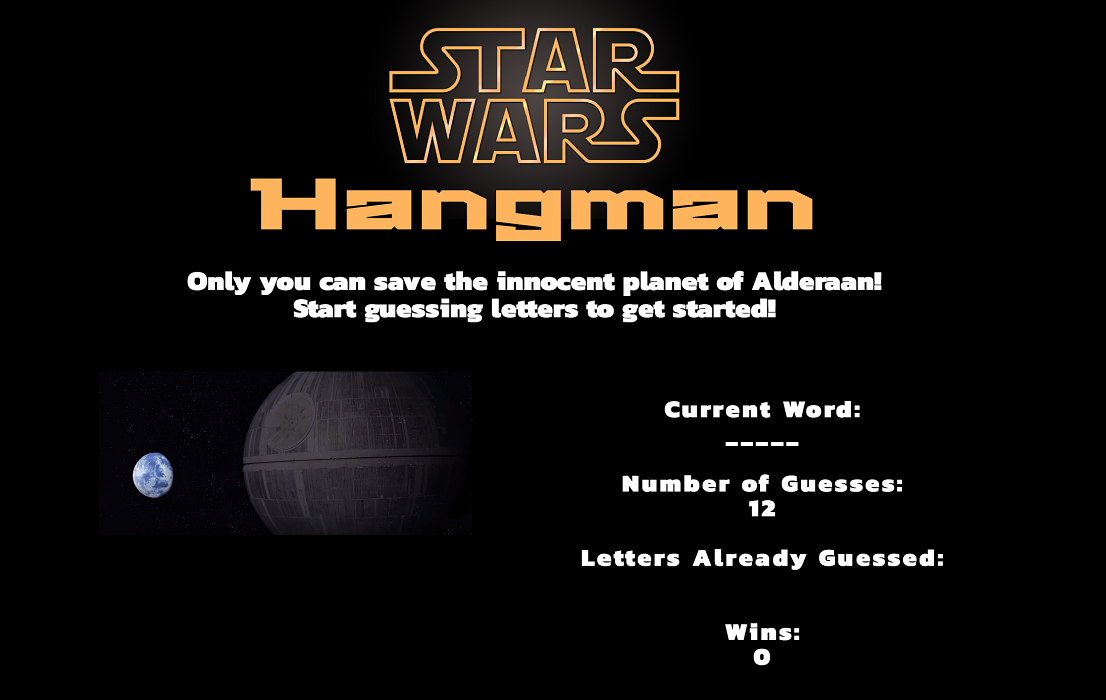 STAR
WARS
Hangman
Only you can save the innocent planet of Alderaan!
Start guessing letters to get started!
Current Word:
-----
Number of Guesses:
12
Letters Already Guessed:
Wins:
0